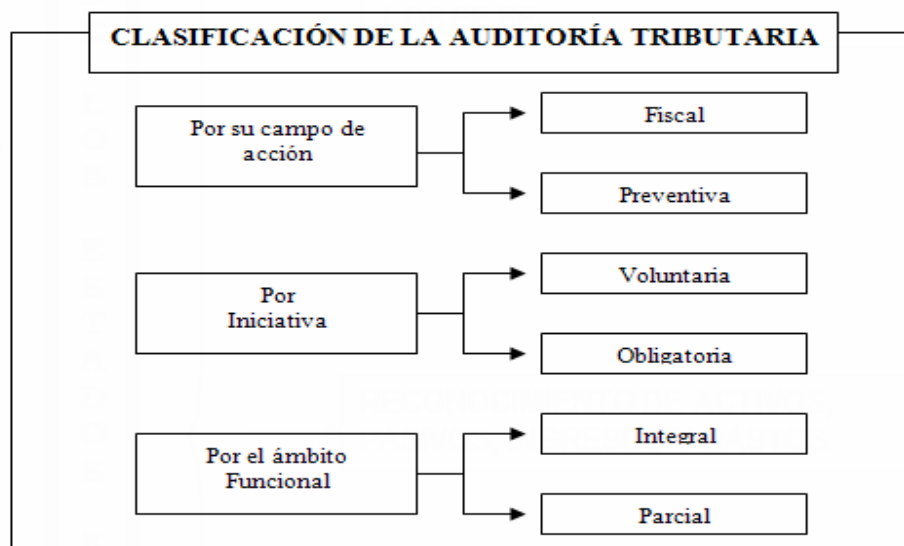 CLASIFICACIÓN DE LA AUDITORÍA TRIBUTARIA
Por su campo de
acción
Fiscal
Preventiva
Por
Iniciativa
Voluntaria
Obligatoria
Por el ámbito
Funcional
Integral
Parcial